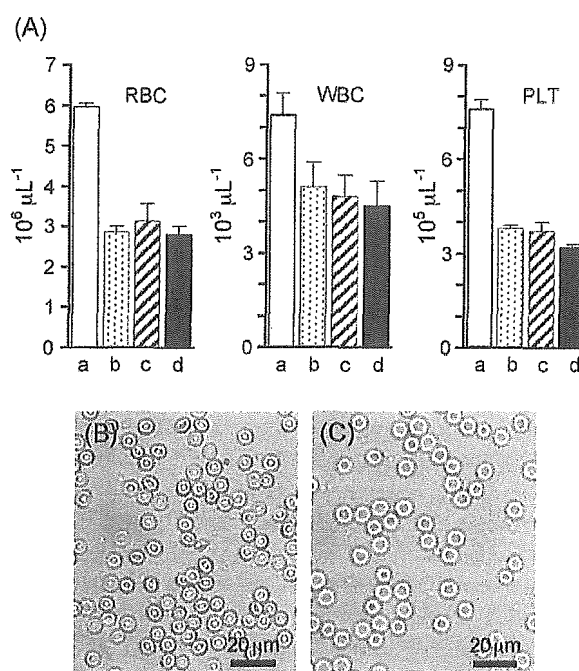 (A)
RBC
WBC
PLT
7
6
5
4
3
2
1
0
10⁶ μL⁻¹
a b c d
9
6
3
0
10³ μL⁻¹
a b c d
9
6
3
0
10⁵ μL⁻¹
a b c d
(B)
(C)
20μm
20μm